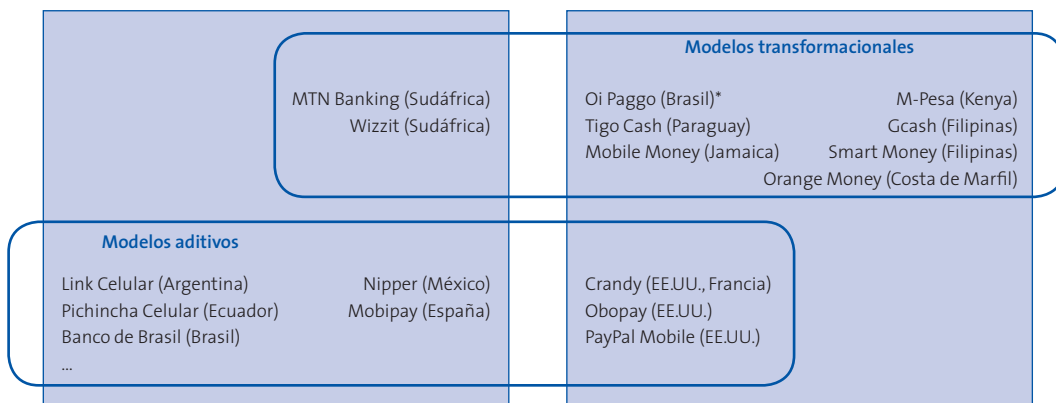 Modelos transformacionales
MTN Banking (Sudáfrica)
Wizzit (Sudáfrica)
Oi Paggo (Brasil)*
Tigo Cash (Paraguay)
Mobile Money (Jamaica)
M-Pesa (Kenya)
Gcash (Filipinas)
Smart Money (Filipinas)
Orange Money (Costa de Marfil)
Modelos aditivos
Link Celular (Argentina)
Pichincha Celular (Ecuador)
Banco de Brasil (Brasil)
...
Nipper (México)
Mobipay (España)
Crandy (EE.UU., Francia)
Obopay (EE.UU.)
PayPal Mobile (EE.UU.)